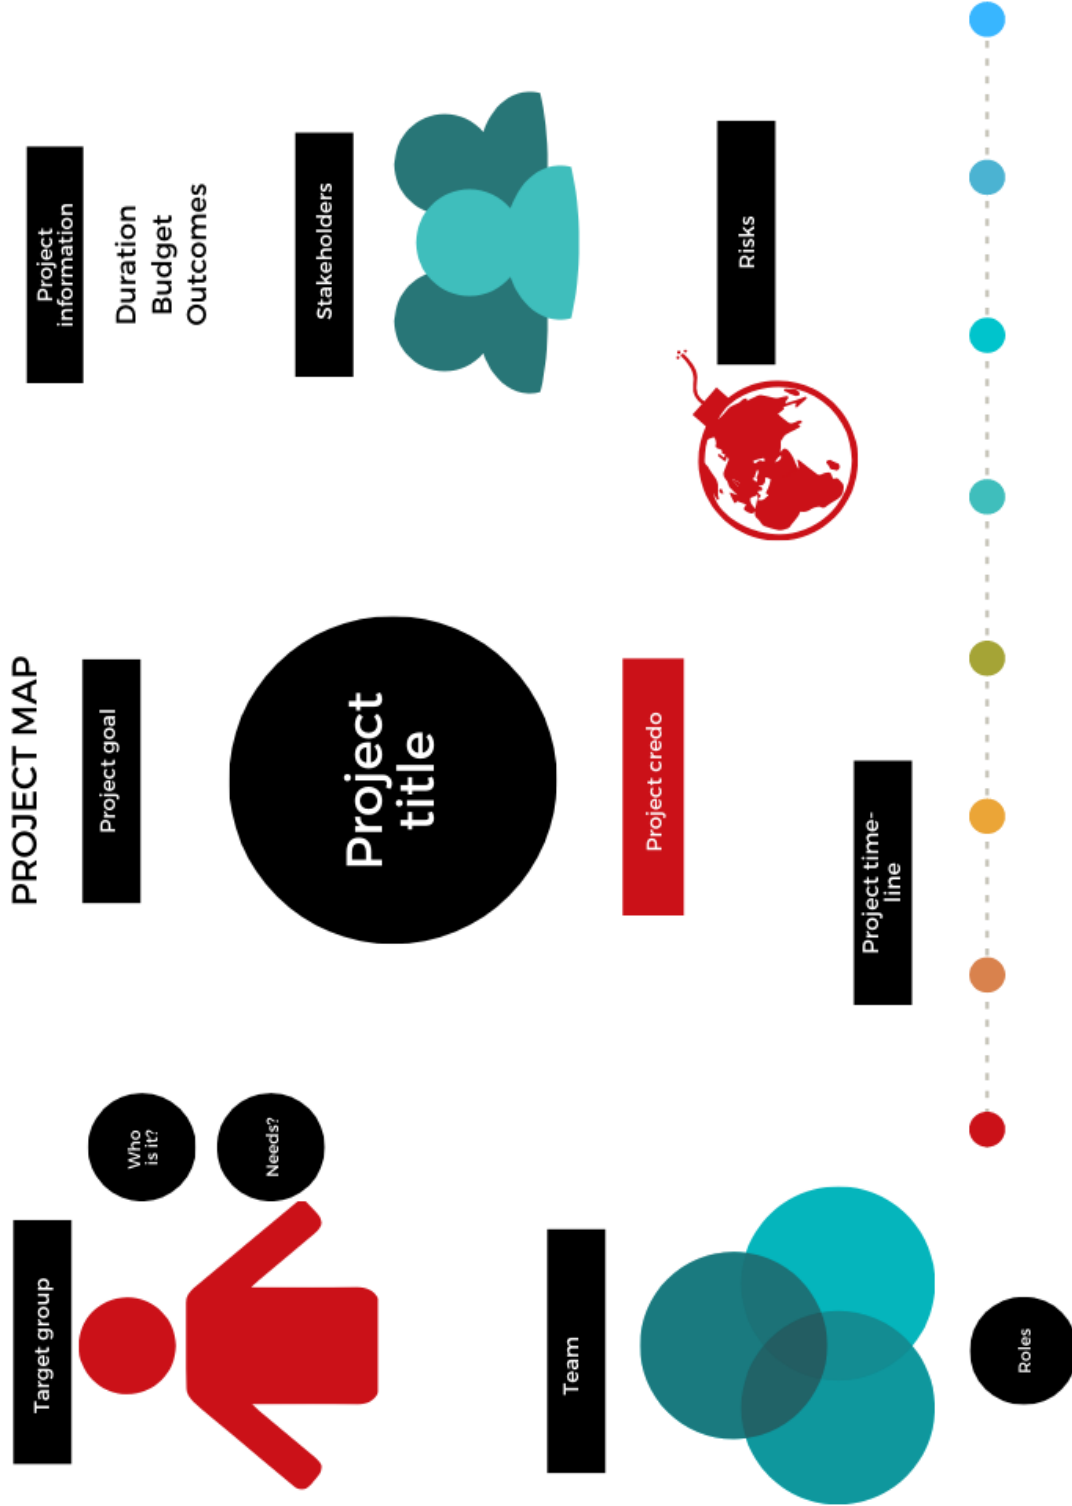 PROJECT MAP
Target group
Who
is it?
Needs?
Project goal
Project
title
Project credo
Project
information
Duration
Budget
Outcomes
Stakeholders
Risks
Team
Roles
Project time-
line